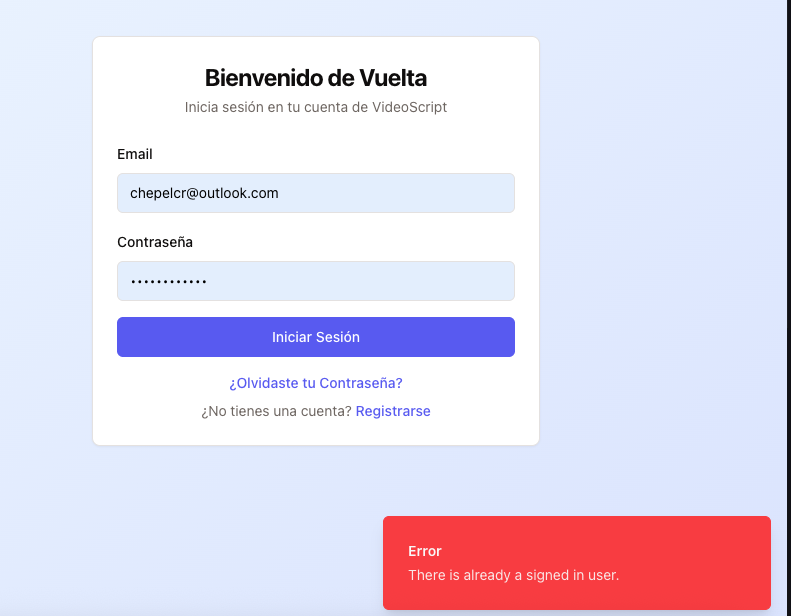 Bienvenido de Vuelta
Inicia sesión en tu cuenta de VideoScript
Email
chepelcr@outlook.com
Contraseña
••••••••••••
Iniciar Sesión
¿Olvidaste tu Contraseña?
¿No tienes una cuenta? Registrarse
Error
There is already a signed in user.